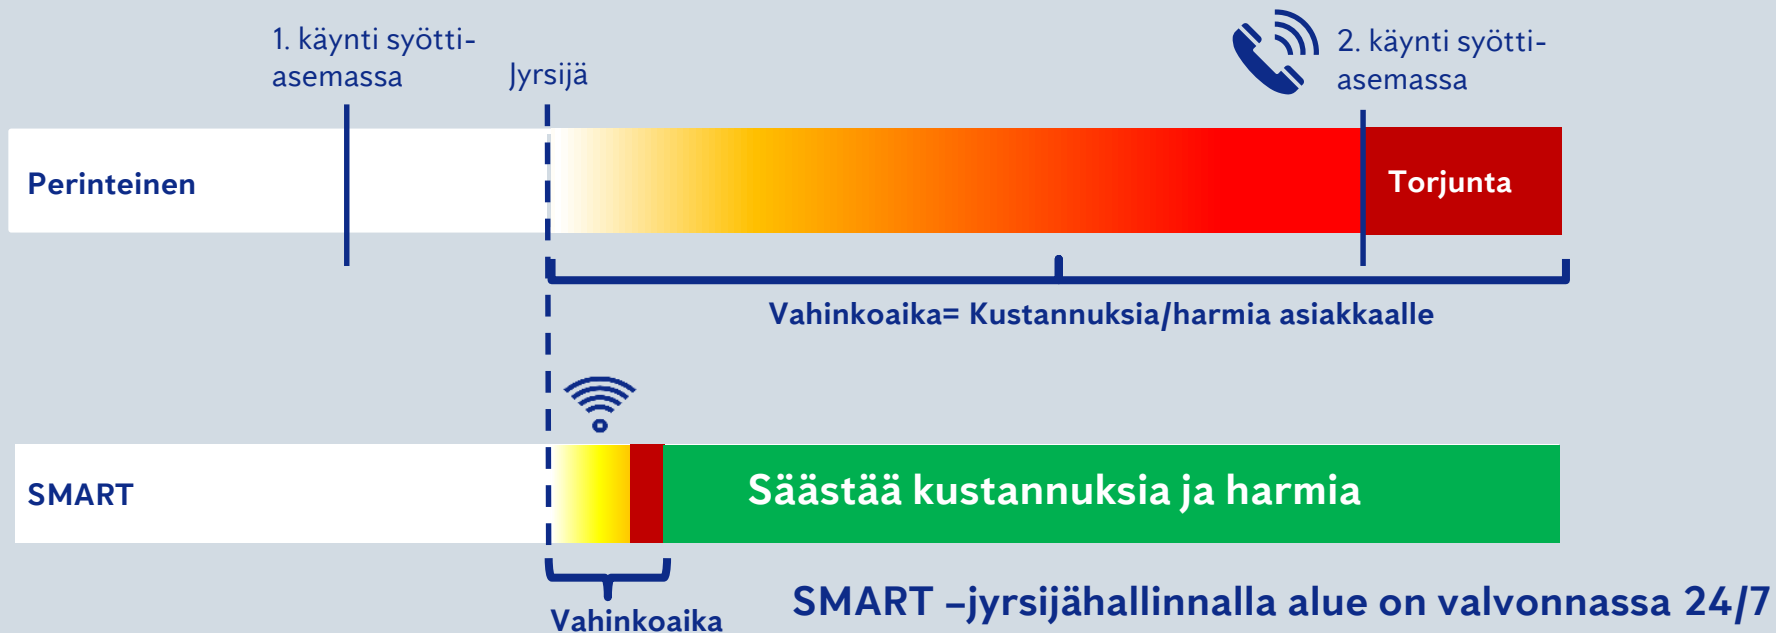 1. käynti syötti-
asemassa
Jyrsijä
2. käynti syötti-
asemassa
Perinteinen
Torjunta
Vahinkoaika= Kustannuksia/harmia asiakkaalle
SMART
Säästää kustannuksia ja harmia
Vahinkoaika
SMART –jyrsijähallinnalla alue on valvonnassa 24/7